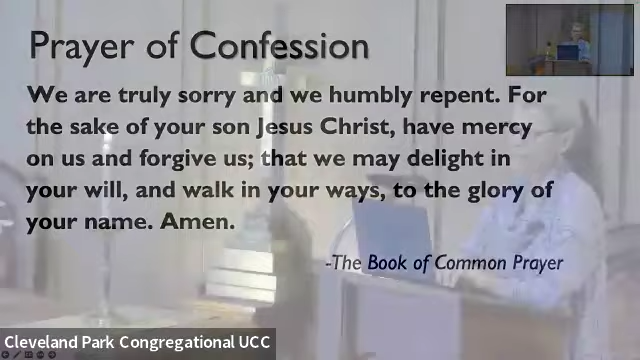 Prayer of Confession
We are truly sorry and we humbly repent. For
the sake of your son Jesus Christ, have mercy
on us and forgive us; that we may delight in
your will, and walk in your ways, to the glory of
your name. Amen.
-The Book of Common Prayer
Cleveland Park Congregational UCC